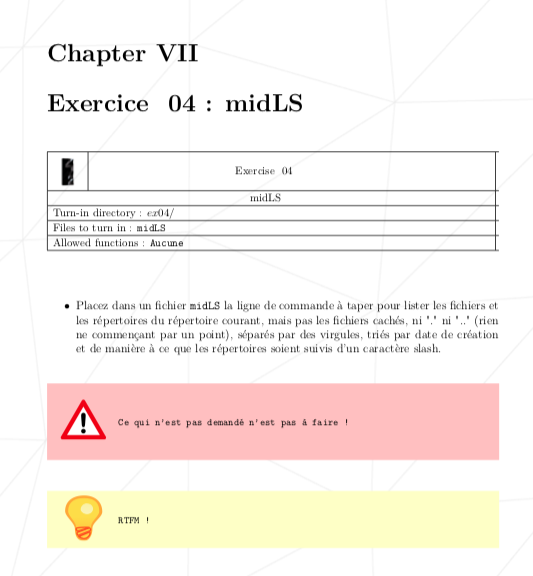 Chapter VII
Exercice 04 : midLS
Exercise 04
midLS
Turn-in directory : ex04/
Files to turn in : midLS
Allowed functions : Aucune
• Placez dans un fichier midLS la ligne de commande à taper pour lister les fichiers et
les répertoires du répertoire courant, mais pas les fichiers cachés, ni "." ni ".." (rien
ne commençant par un point), séparés par des virgules, triés par date de création
et de manière à ce que les répertoires soient suivis d'un caractère slash.
Ce qui n'est pas demandé n'est pas à faire !
RTFM !